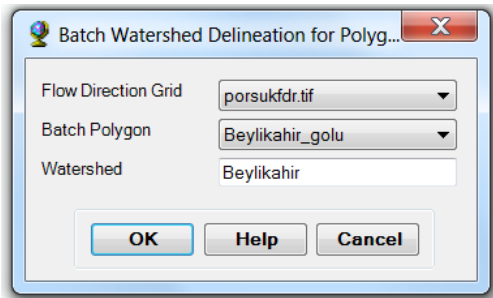 Batch Watershed Delineation for Polyg...
Flow Direction Grid porsukfdr.tif
Batch Polygon Beylikahir_golu
Watershed Beylikahir
OK Help Cancel